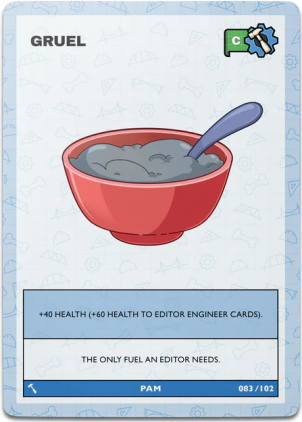 GRUEL
C
+40 HEALTH (+60 HEALTH TO EDITOR ENGINEER CARDS).
THE ONLY FUEL AN EDITOR NEEDS.
PAM
083/102